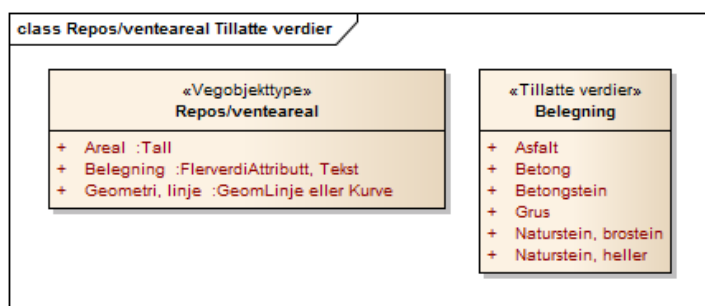 class Repos/venteareal Tillatte verdier
«Vegobjekttype»
Repos/venteareal
+ Areal :Tall
+ Belegning :FlerverdiAttributt, Tekst
+ Geometri, linje :GeomLinje eller Kurve
«Tillatte verdier»
Belegning
+ Asfalt
+ Betong
+ Betongstein
+ Grus
+ Naturstein, brostein
+ Naturstein, heller